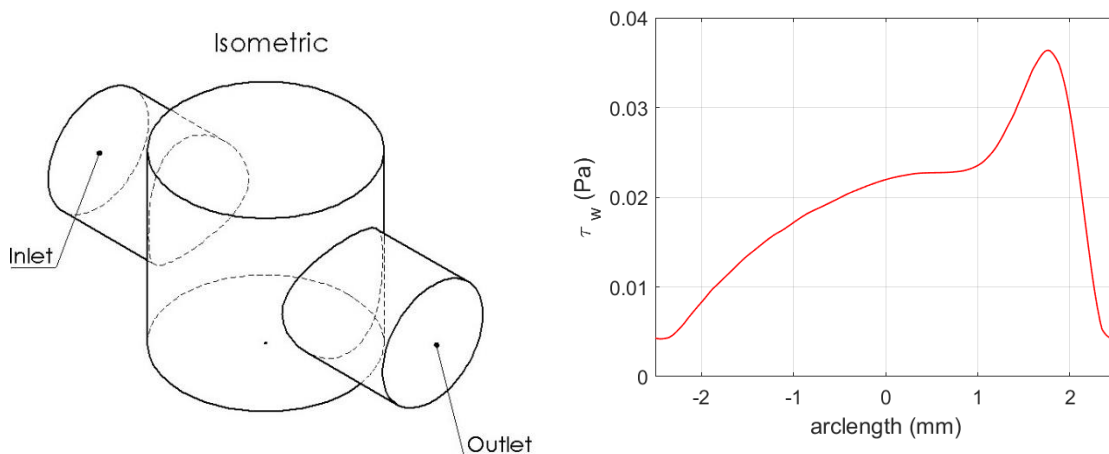 Isometric
Inlet
Outlet
0.04
0.03
0.02
0.01
0
τ w (Pa)
-2 -1 0 1 2
arclength (mm)